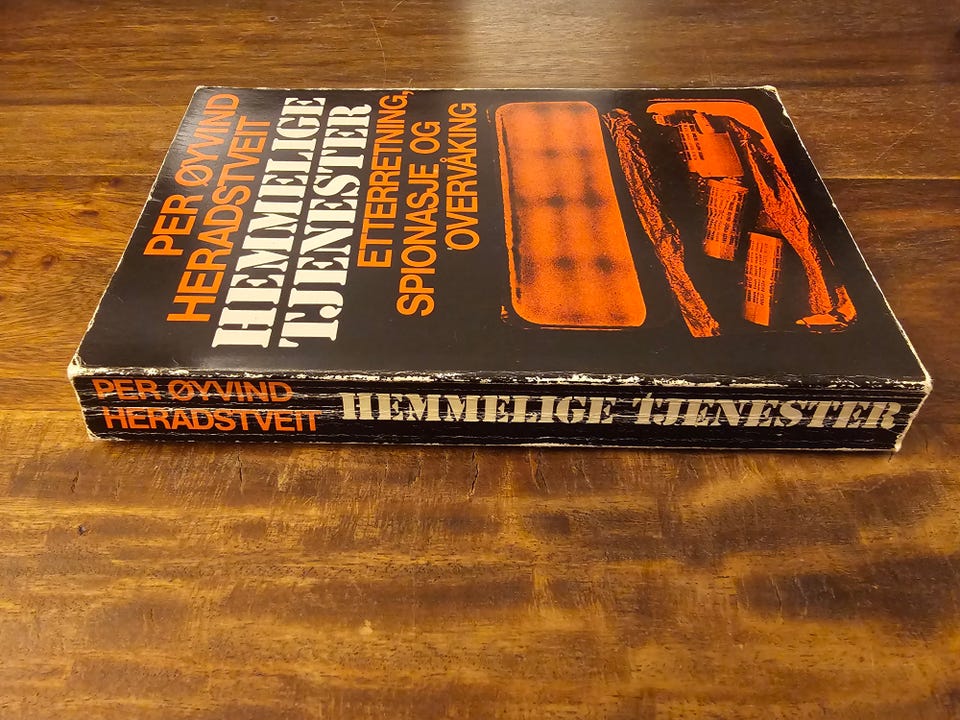 PER ØYVIND
HERADSTVEIT
HEMMELIGE
TJENESTER
ETTERRETNING,
SPIONASJE OG
OVERVÅKING
PER ØYVIND
HERADSTVEIT
HEMMELIGE TJENESTER